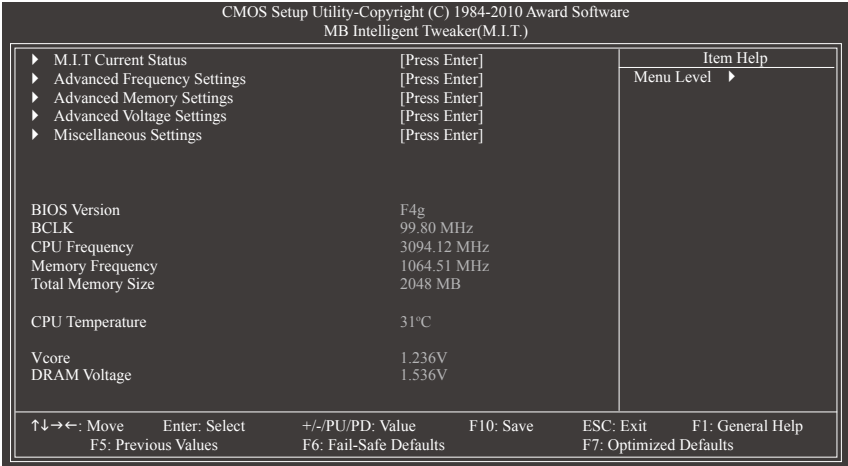 CMOS Setup Utility-Copyright (C) 1984-2010 Award Software
MB Intelligent Tweaker(M.I.T.)
▶ M.I.T Current Status [Press Enter]
▶ Advanced Frequency Settings [Press Enter]
▶ Advanced Memory Settings [Press Enter]
▶ Advanced Voltage Settings [Press Enter]
▶ Miscellaneous Settings [Press Enter]
Item Help
Menu Level ▶
BIOS Version F4g
BCLK 99.80 MHz
CPU Frequency 3094.12 MHz
Memory Frequency 1064.51 MHz
Total Memory Size 2048 MB
CPU Temperature 31°C
Vcore 1.236V
DRAM Voltage 1.536V
↑↓→←: Move Enter: Select +/-/PU/PD: Value F10: Save ESC: Exit F1: General Help
F5: Previous Values F6: Fail-Safe Defaults F7: Optimized Defaults